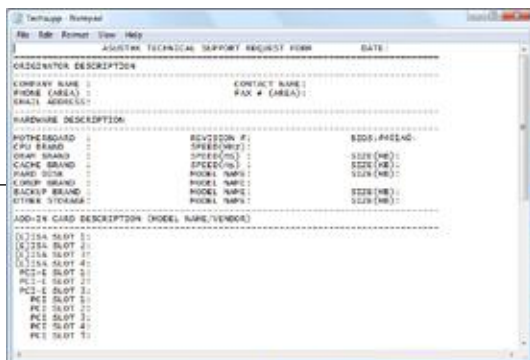 Techsupp - Notepad
File Edit Format View Help
ASUSTEK TECHNICAL SUPPORT REQUEST FORM DATE:
ORIGINATOR DESCRIPTION
COMPANY NAME : CONTACT NAME:
PHONE (AREA) : FAX # (AREA):
EMAIL ADDRESS:
HARDWARE DESCRIPTION
MOTHERBOARD : REVISION #: BIOS:
CPU BRAND : SPEED(MHz):
DRAM BRAND : SPEED(ns) : SIZE(MB):
CACHE BRAND : SPEED(ns) : SIZE(KB):
HARD DISK : MODEL NAME: SIZE(MB):
CDROM BRAND : MODEL NAME:
BACKUP BRAND : MODEL NAME: SIZE(MB):
OTHER STORAGE: MODEL NAME: SIZE(MB):
ADD-IN CARD DESCRIPTION (MODEL NAME/VENDOR)
[E]ISA SLOT 1:
[E]ISA SLOT 2:
[E]ISA SLOT 3:
[E]ISA SLOT 4:
PCI-E SLOT 1:
PCI-E SLOT 2:
PCI-E SLOT 3:
PCI SLOT 1:
PCI SLOT 2:
PCI SLOT 3:
PCI SLOT 4:
PCI SLOT 5: